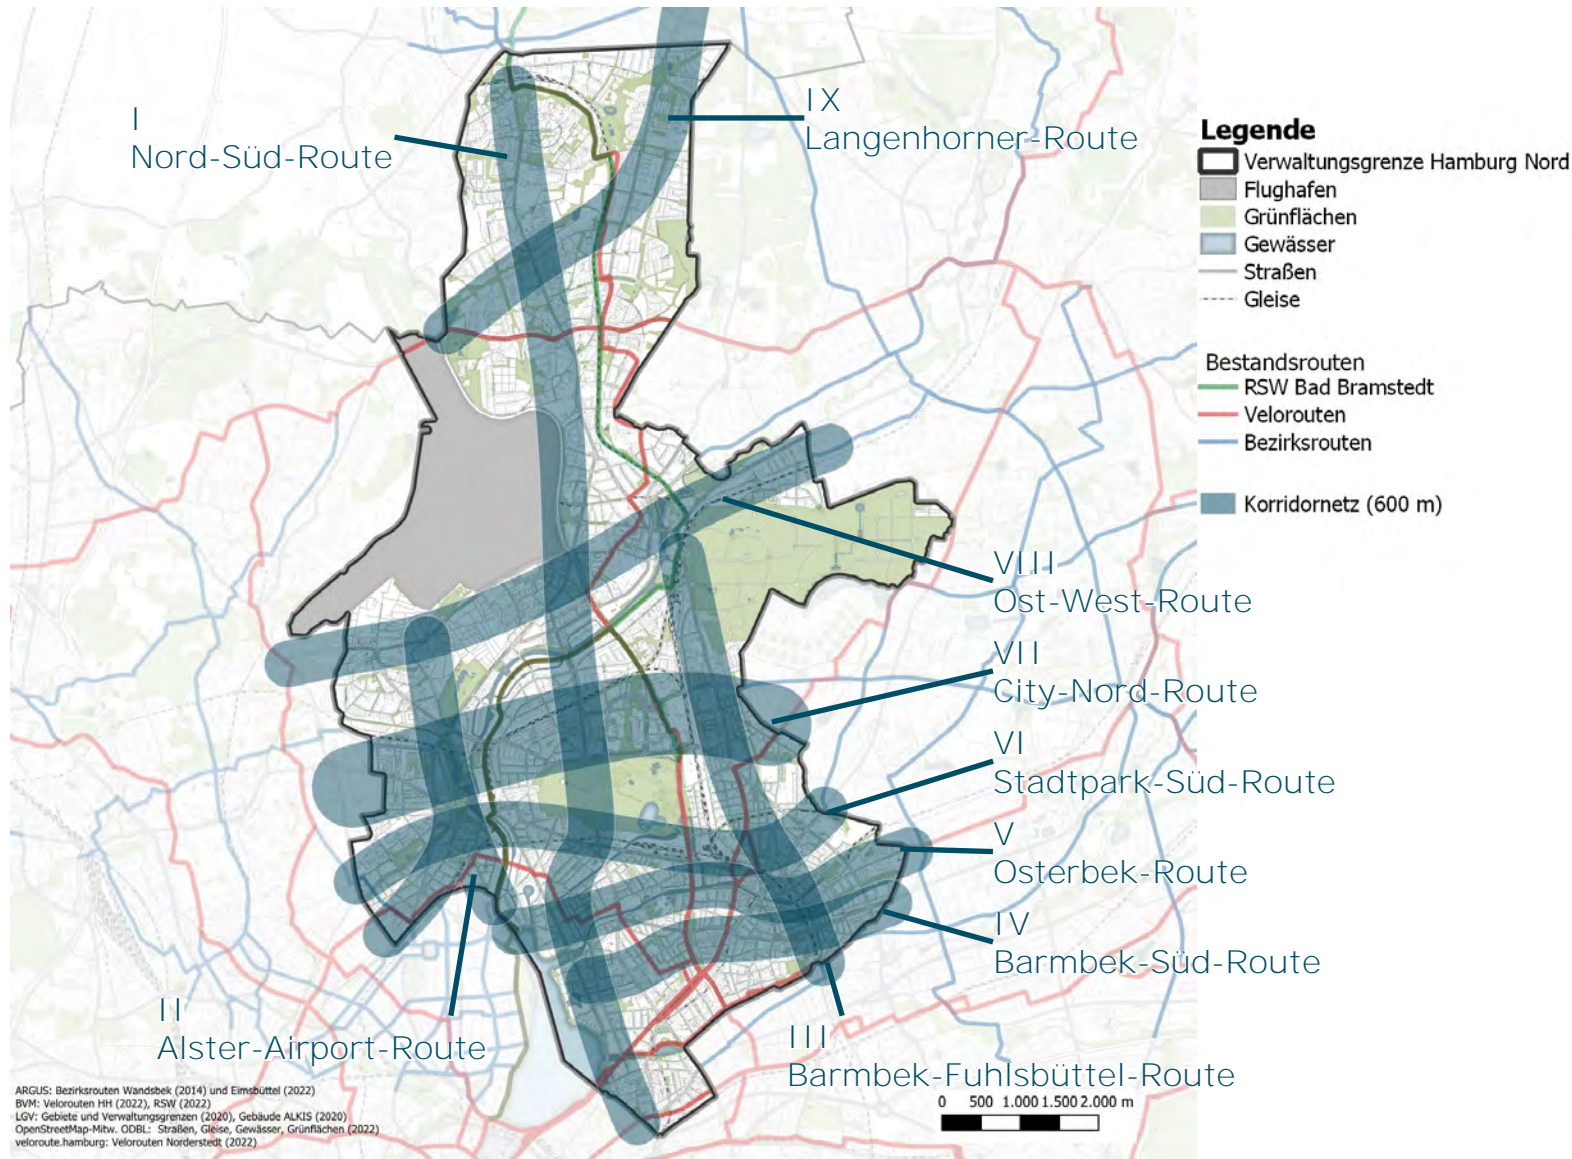 I
Nord-Süd-Route
IX
Langenhorner-Route
Legende
Verwaltungsgrenze Hamburg Nord
Flughafen
Grünflächen
Gewässer
Straßen
Gleise
Bestandsrouten
RSW Bad Bramstedt
Velorouten
Bezirksrouten
Korridornetz (600 m)
VIII
Ost-West-Route
VII
City-Nord-Route
VI
Stadtpark-Süd-Route
V
Osterbek-Route
IV
Barmbek-Süd-Route
II
Alster-Airport-Route
III
Barmbek-Fuhlsbüttel-Route
0 500 1.000 1.500 2.000 m
ARGUS: Bezirksrouten Wandsbek (2014) und Eimsbüttel (2022)
BVM: Velorouten HH (2022), RSW (2022)
LGV: Gebiete und Verwaltungsgrenzen (2020), Gebäude ALKIS (2020)
OpenStreetMap-Mitw. ODBL: Straßen, Gleise, Gewässer, Grünflächen (2022)
veloroute.hamburg: Velorouten Norderstedt (2022)